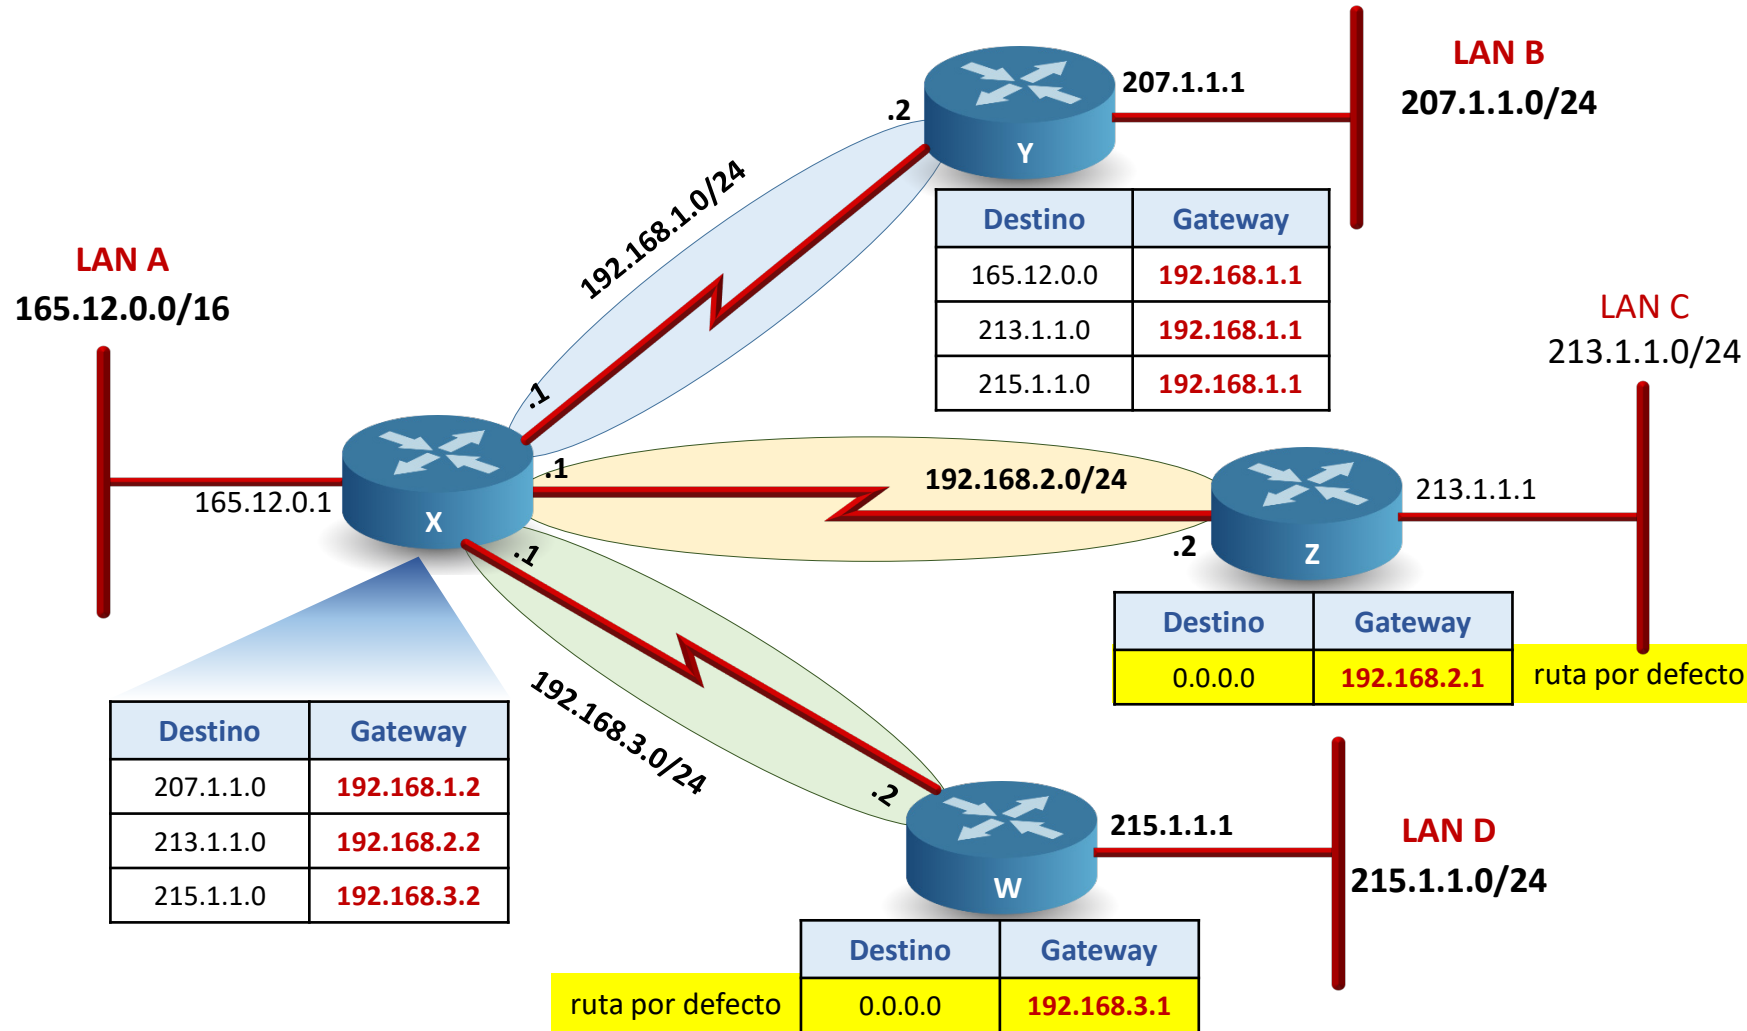 LAN B
207.1.1.0/24
207.1.1.1
.2
Y
192.168.1.0/24
Destino Gateway
165.12.0.0 192.168.1.1
213.1.1.0 192.168.1.1
215.1.1.0 192.168.1.1
LAN A
165.12.0.0/16
LAN C
213.1.1.0/24
.1
.1
192.168.2.0/24
213.1.1.1
165.12.0.1
X
.1
.2
Z
Destino Gateway
0.0.0.0 192.168.2.1 ruta por defecto
192.168.3.0/24
Destino Gateway
207.1.1.0 192.168.1.2
213.1.1.0 192.168.2.2
215.1.1.0 192.168.3.2
.2
215.1.1.1
W
LAN D
215.1.1.0/24
Destino Gateway
ruta por defecto 0.0.0.0 192.168.3.1